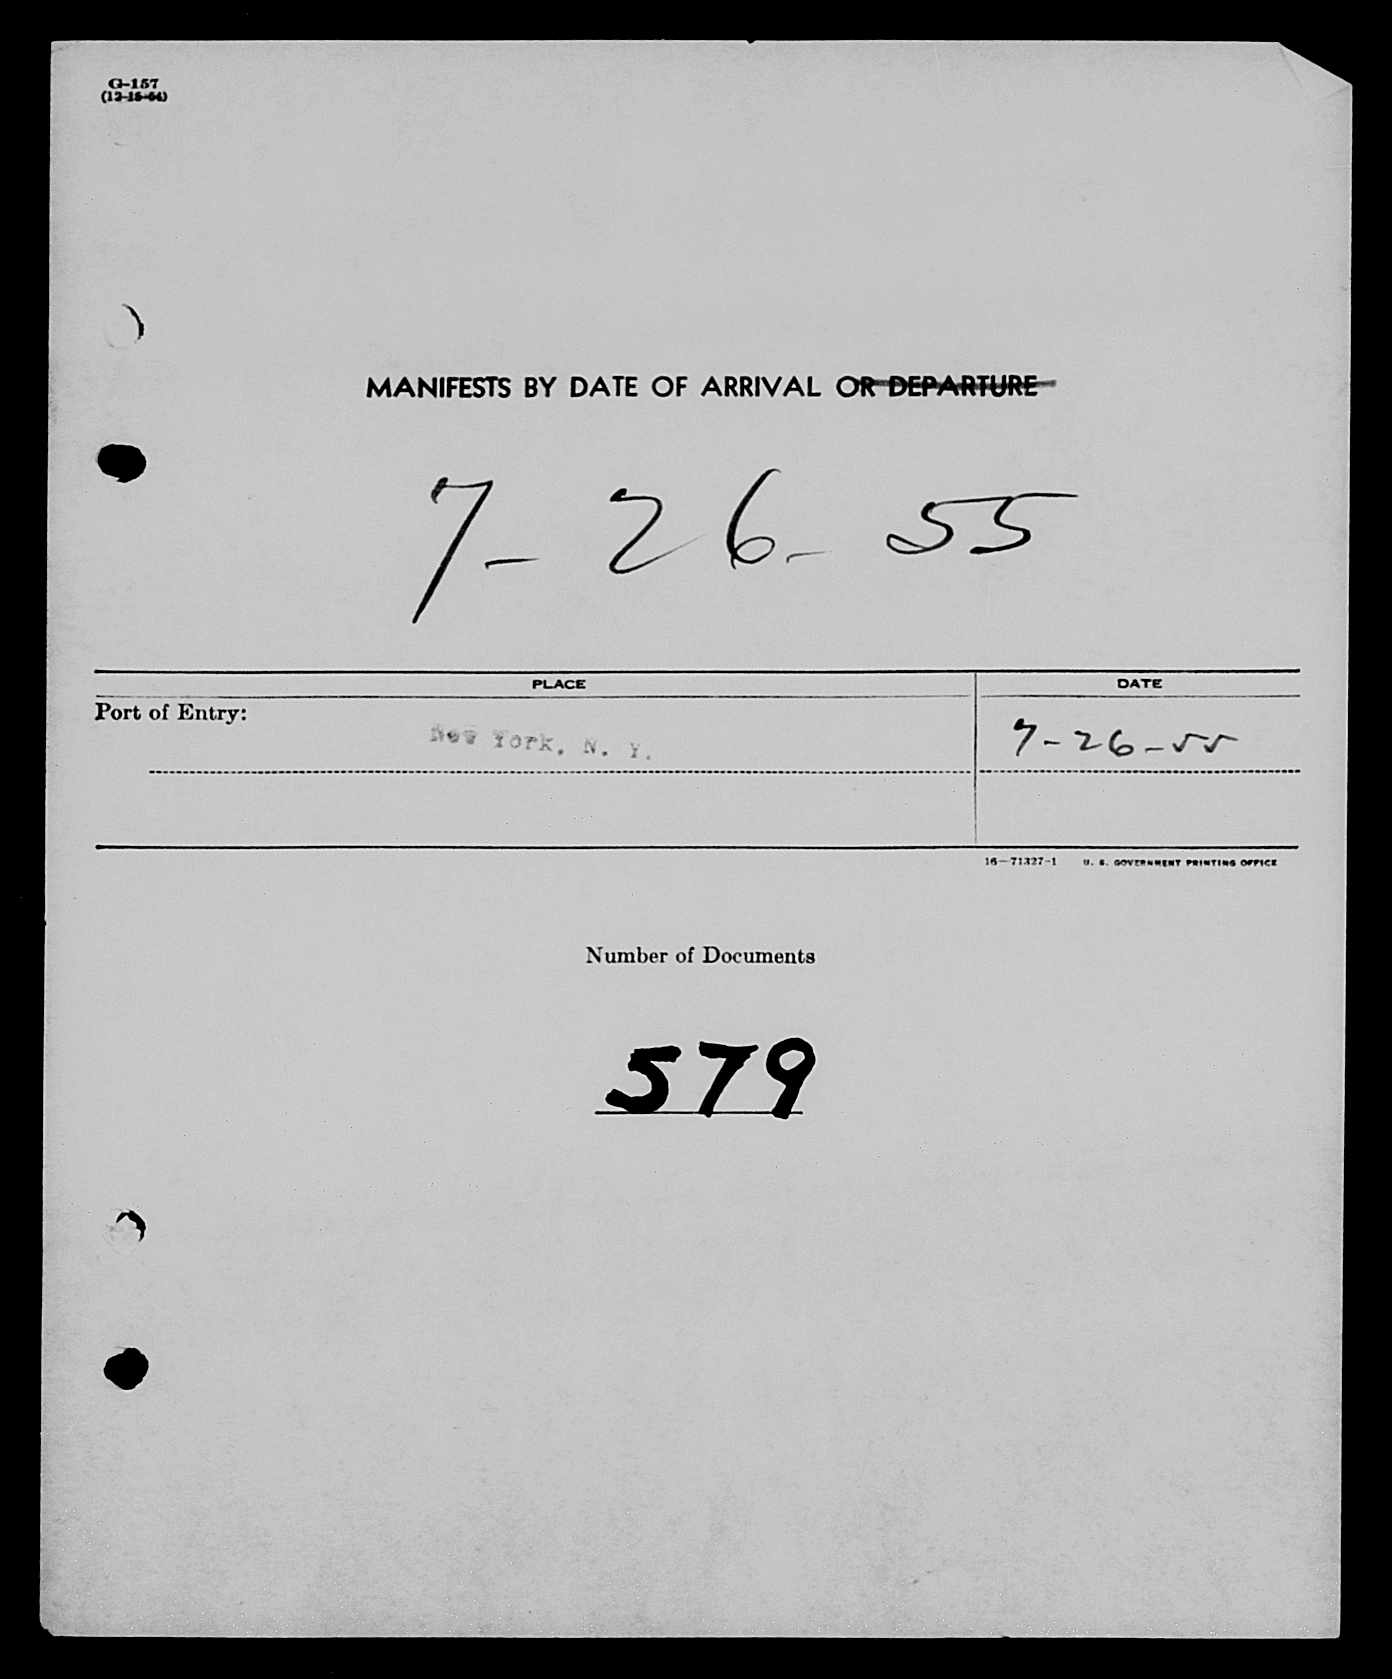 G-157
(12-15-54)
MANIFESTS BY DATE OF ARRIVAL OR DEPARTURE
7-26-55
PLACE
DATE
Port of Entry:
New York, N. Y.
7-26-55
16—71327-1 U. S. GOVERNMENT PRINTING OFFICE
Number of Documents
579